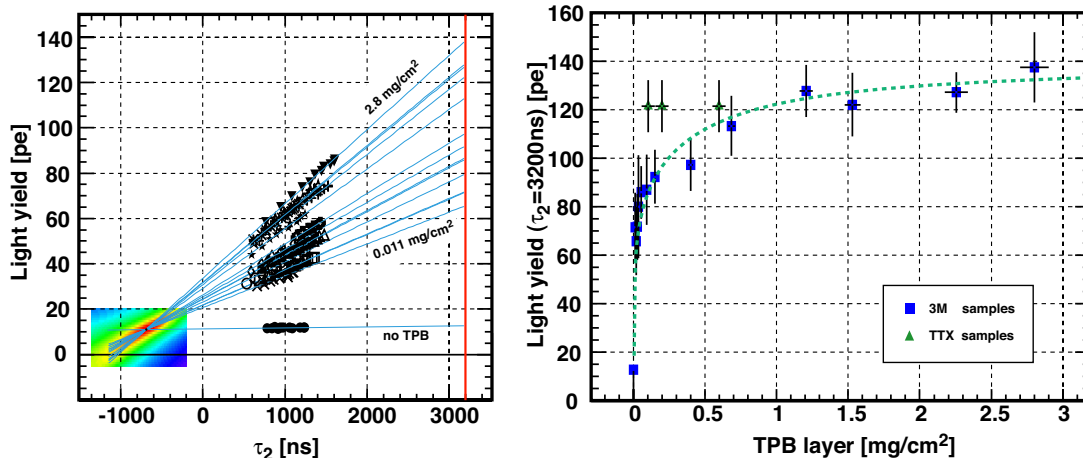 140
120
100
80
60
40
20
0
Light yield [pe]
2.8 mg/cm²
0.011 mg/cm²
no TPB
-1000 0 1000 2000 3000
τ₂ [ns]
160
140
120
100
80
60
40
20
0
Light yield (τ₂=3200ns) [pe]
3M samples
TTX samples
0 0.5 1 1.5 2 2.5 3
TPB layer [mg/cm²]